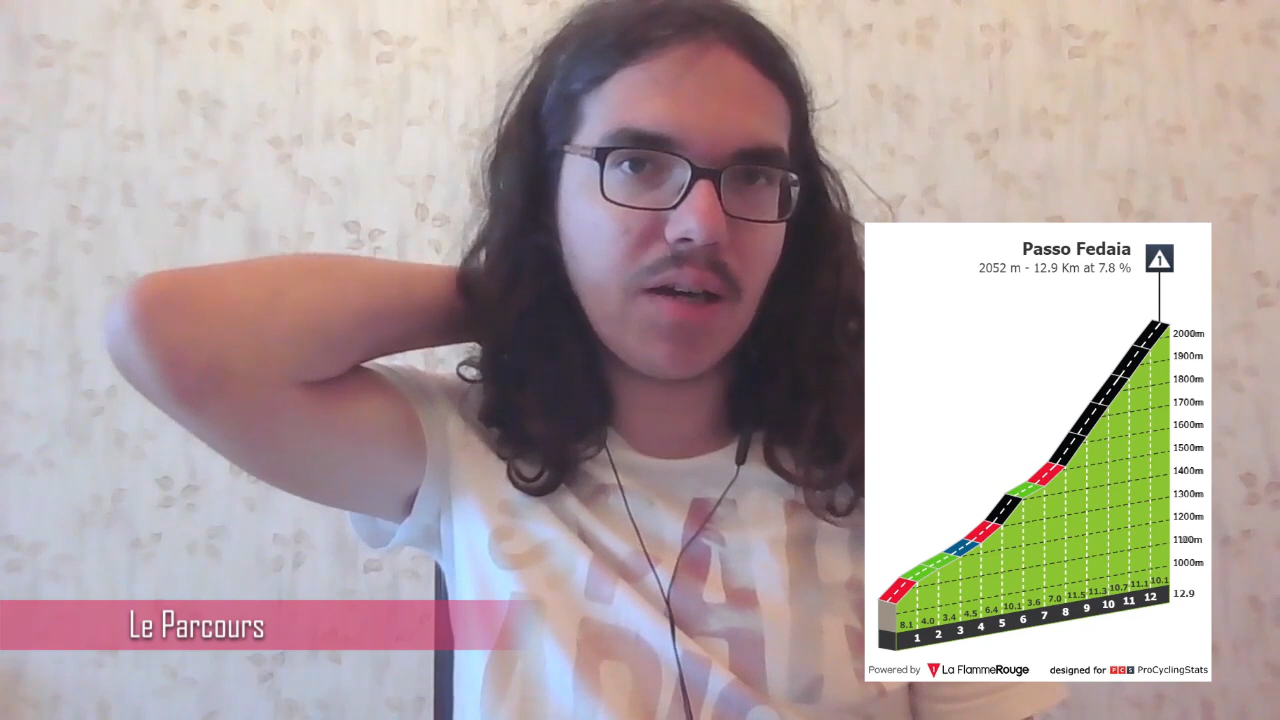 Passo Fedaia
2052 m - 12.9 Km at 7.8 %
1
2000m
1900m
1800m
1700m
1600m
1500m
1400m
1300m
1200m
1100m
1000m
12.9
8.1 4.0 3.4 4.5 6.4 10.1 3.6 7.0 11.5 11.3 10.7 11.1 10.1
1 2 3 4 5 6 7 8 9 10 11 12
Le Parcours
Powered by La FlammeRouge designed for PCS ProCyclingStats